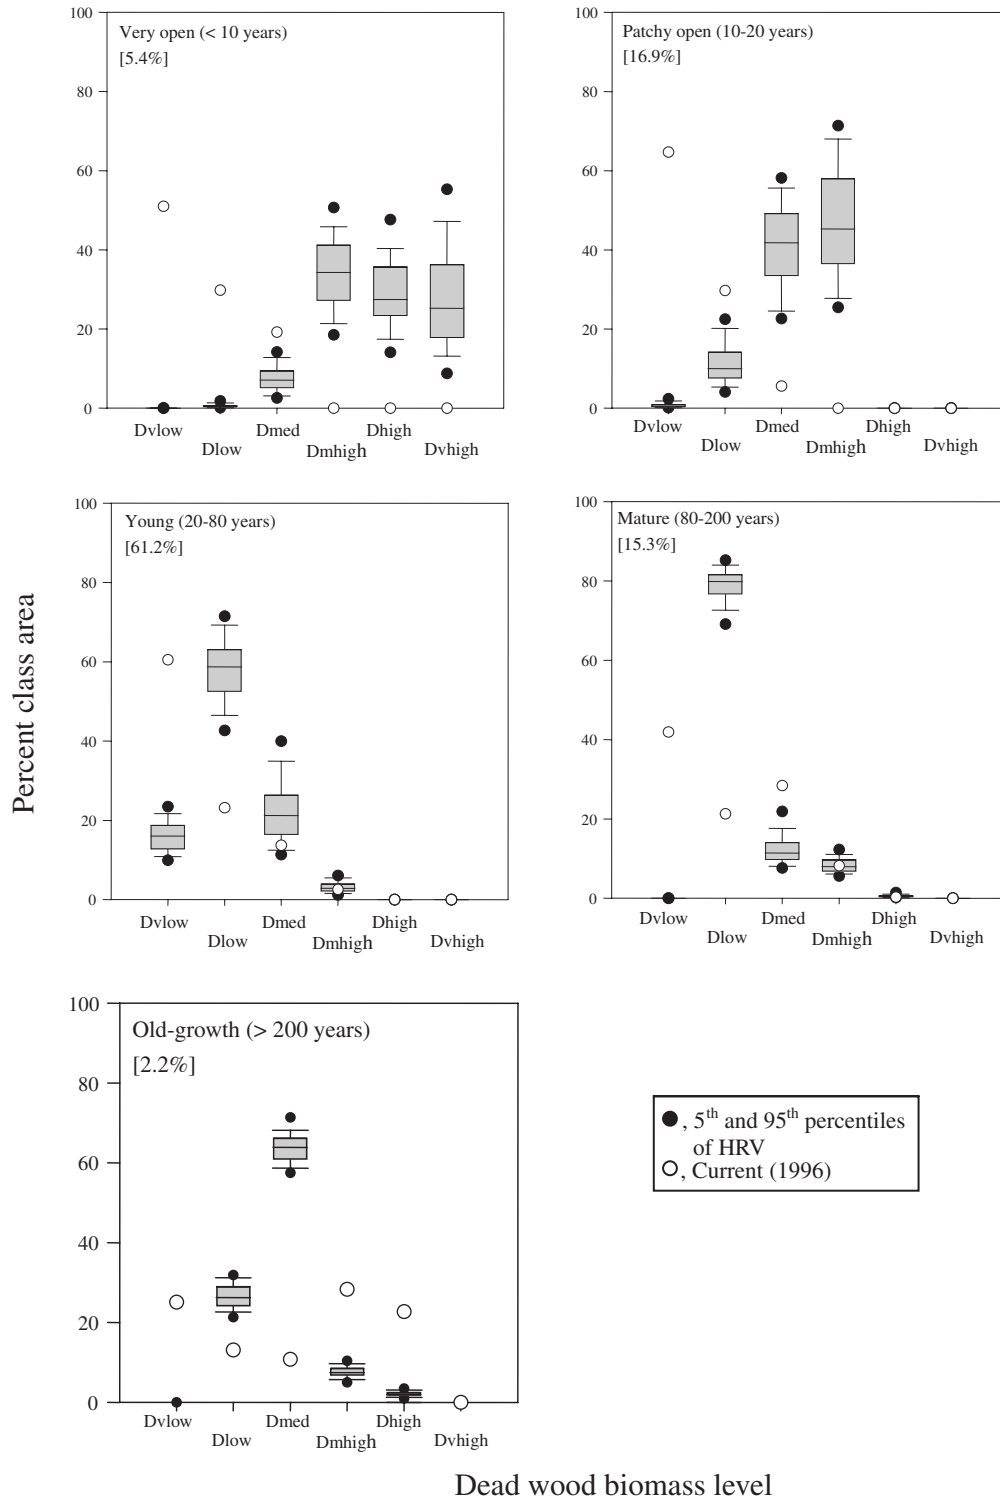 Very open (< 10 years)
[5.4%]
100
80
60
40
20
0
Dvlow
Dlow
Dmed
Dmhigh
Dhigh
Dvhigh
Patchy open (10-20 years)
[16.9%]
100
80
60
40
20
0
Dvlow
Dlow
Dmed
Dmhigh
Dhigh
Dvhigh
Percent class area
Young (20-80 years)
[61.2%]
100
80
60
40
20
0
Dvlow
Dlow
Dmed
Dmhigh
Dhigh
Dvhigh
Mature (80-200 years)
[15.3%]
100
80
60
40
20
0
Dvlow
Dlow
Dmed
Dmhigh
Dhigh
Dvhigh
Old-growth (> 200 years)
[2.2%]
100
80
60
40
20
0
Dvlow
Dlow
Dmed
Dmhigh
Dhigh
Dvhigh
●, 5th and 95th percentiles
of HRV
○, Current (1996)
Dead wood biomass level